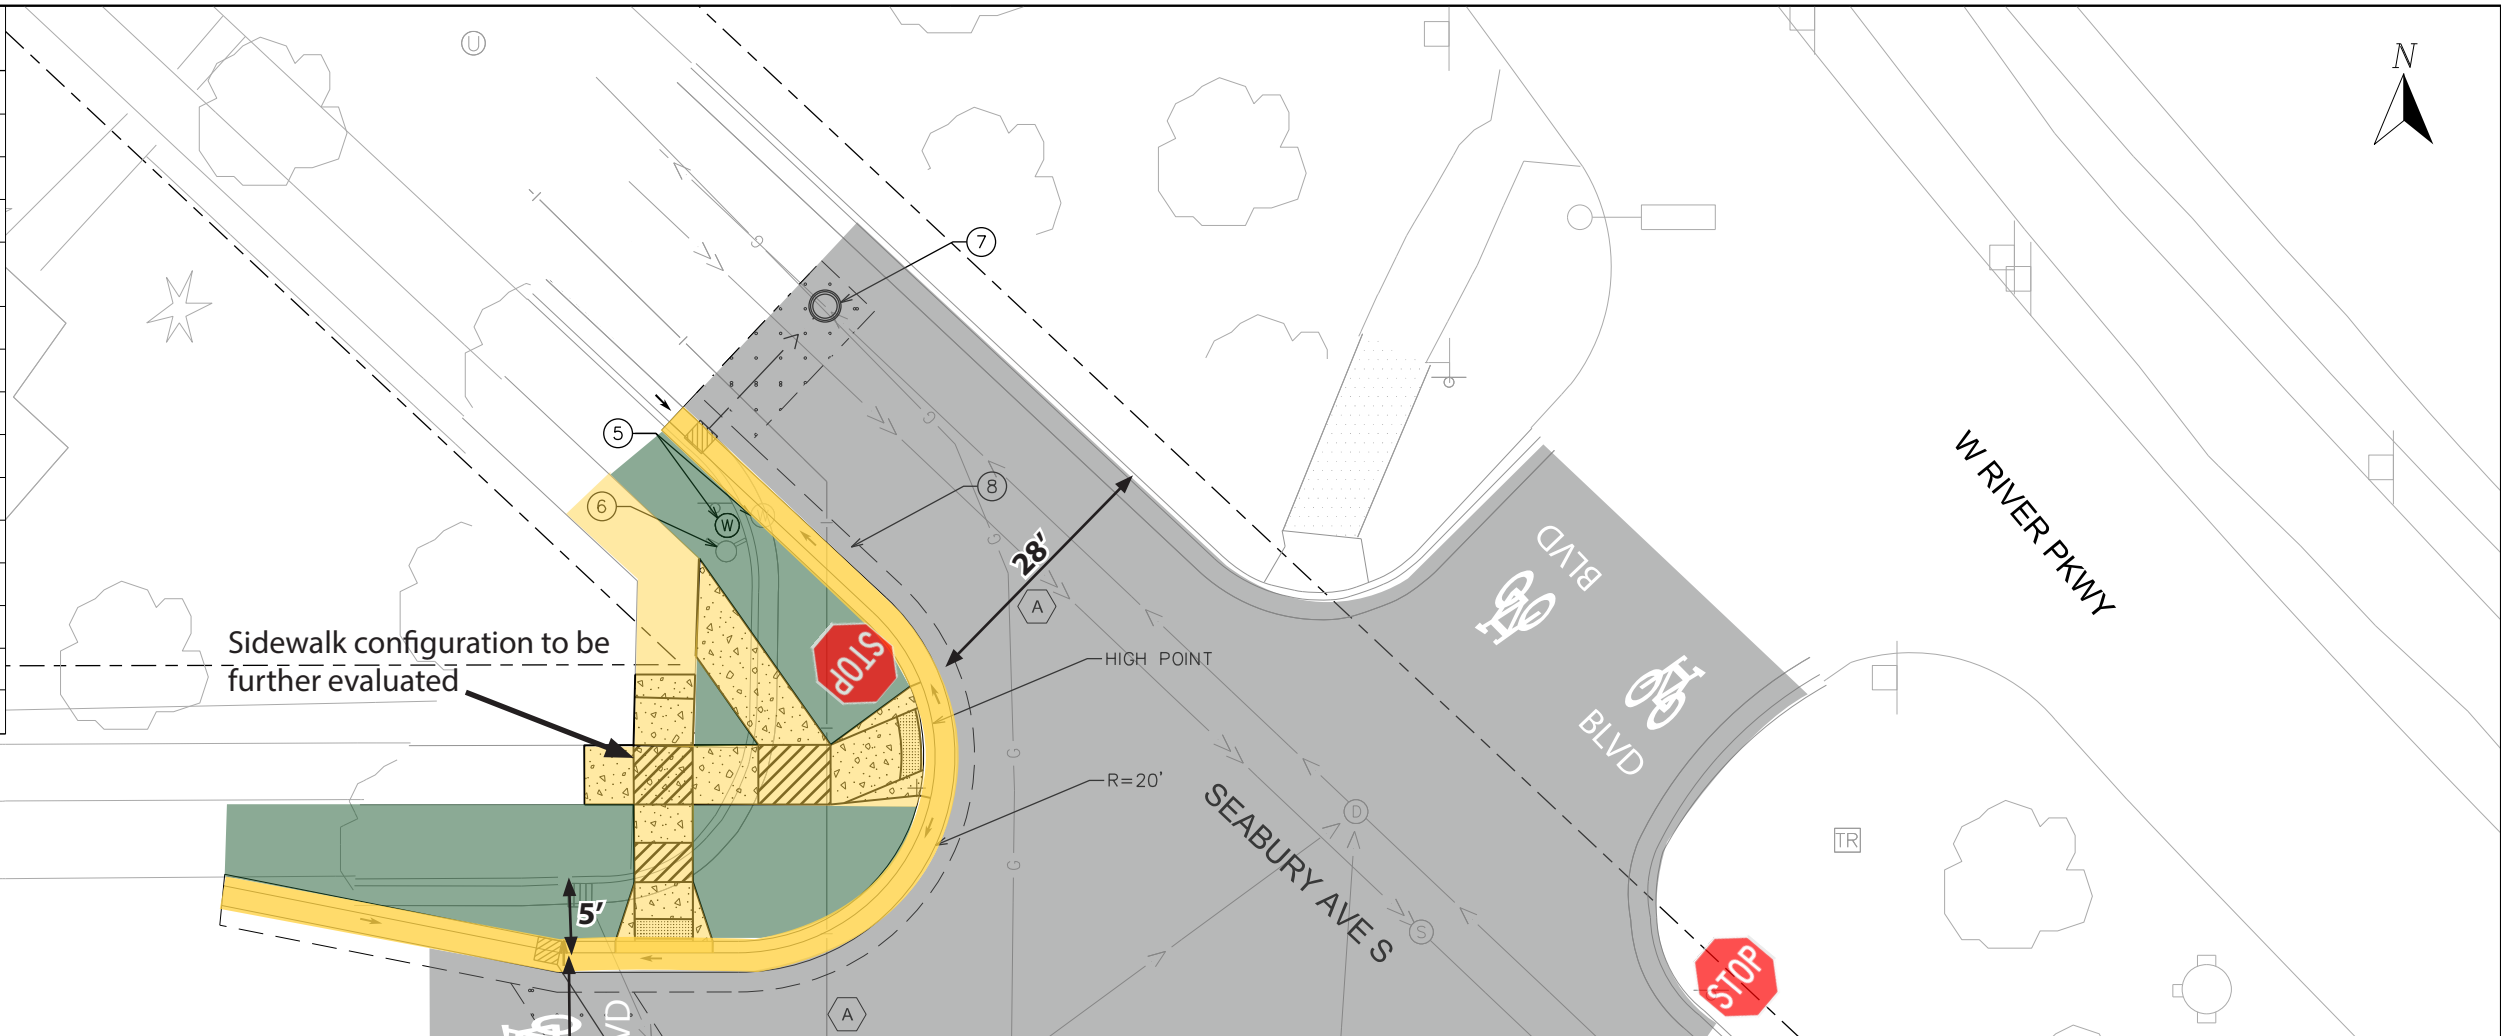 U
N
S
7
5
G
8
W
6
G
28'
A
BLVD
W RIVER PKWY
Sidewalk configuration to be
further evaluated
STOP
HIGH POINT
BLVD
G
R=20'
SEABURY AVE S
D
TR
G
S
5'
STOP
VD
A